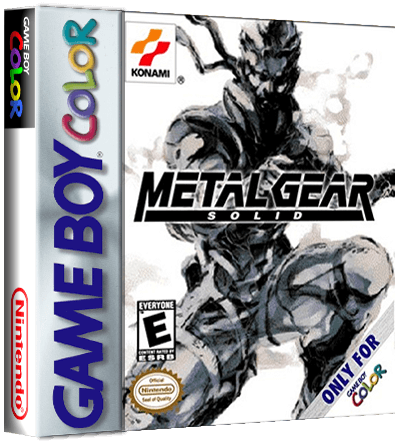 GAME BOY
COLOR
Nintendo
GAME BOY COLOR
KONAMI
®
METAL GEAR
SOLID
EVERYONE
E
CONTENT RATED BY
ESRB
Official
Nintendo
Seal of Quality
ONLY FOR
GAME BOY
COLOR